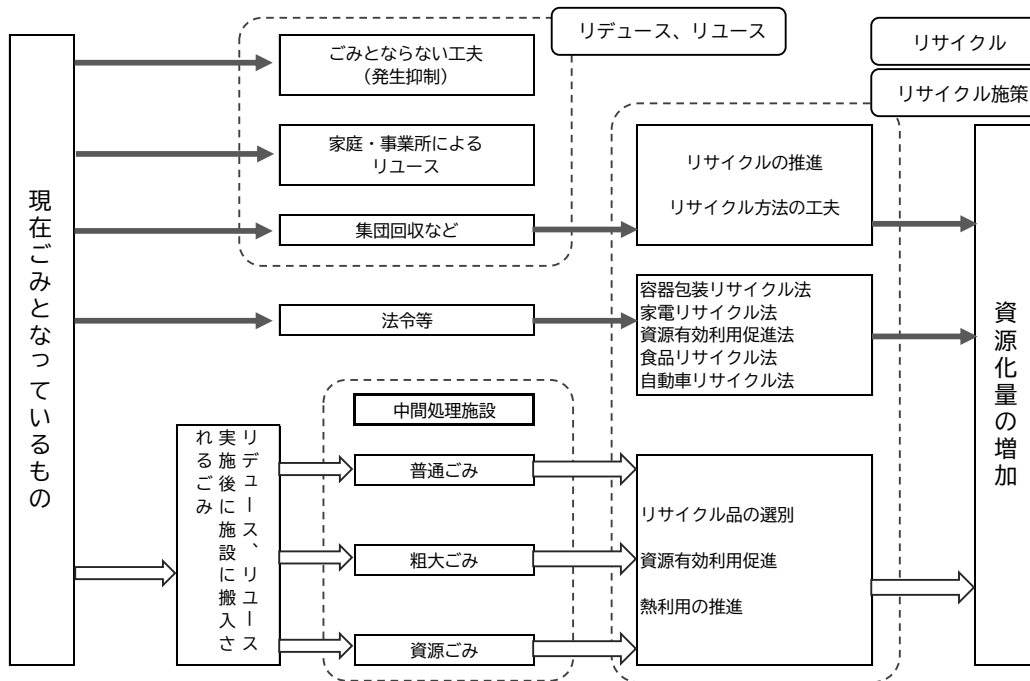 リデュース、リユース
リサイクル
リサイクル施策
現在ごみとなっているもの
ごみとならない工夫
（発生抑制）
家庭・事業所による
リユース
集団回収など
法令等
リサイクルの推進
リサイクル方法の工夫
容器包装リサイクル法
家電リサイクル法
資源有効利用促進法
食品リサイクル法
自動車リサイクル法
資源化量の増加
リデュース、リユース
実施後に施設に搬入さ
れるごみ
中間処理施設
普通ごみ
粗大ごみ
資源ごみ
リサイクル品の選別
資源有効利用促進
熱利用の推進